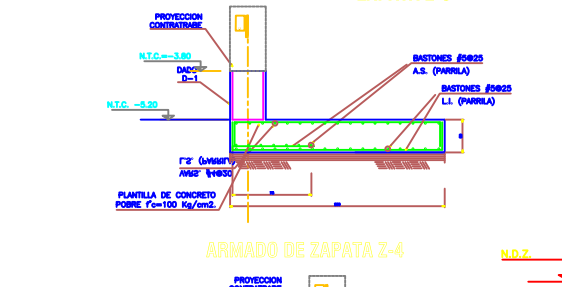 PROYECCION
CONTRATRABE
N.T.C.=-3.80
DADO
D-1
N.T.C. -5.20
BASTONES #5@25
A.S. (PARRILA)
BASTONES #5@25
L.I. (PARRILA)
PLANTILLA DE CONCRETO
POBRE f'c=100 Kg/cm2.
ARMADO DE ZAPATA Z-4
N.D.Z.
PROYECCION
CONTRATRABE